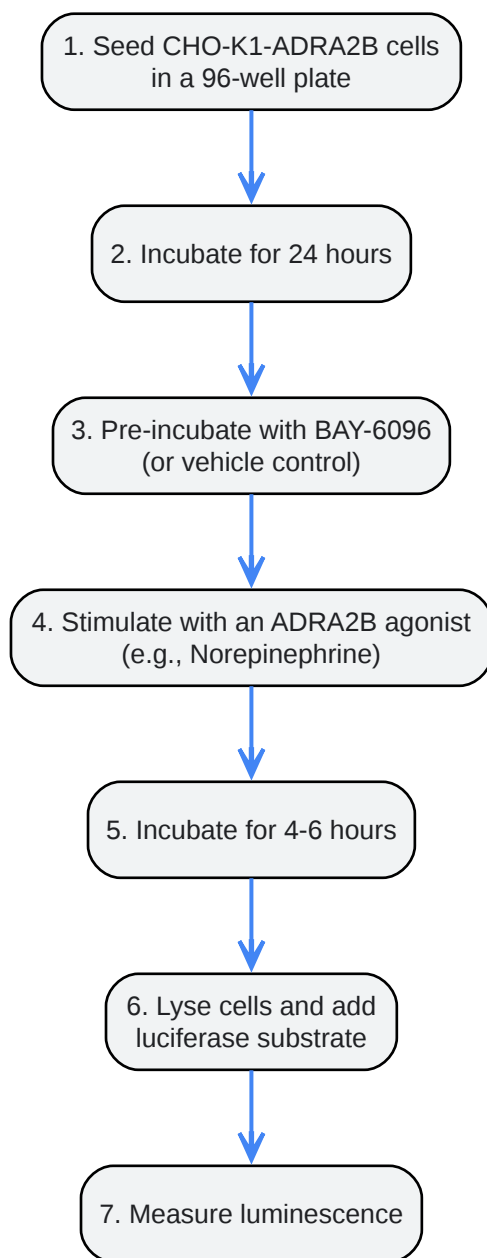 1. Seed CHO-K1-ADRA2B cells
in a 96-well plate
2. Incubate for 24 hours
3. Pre-incubate with BAY-6096
(or vehicle control)
4. Stimulate with an ADRA2B agonist
(e.g., Norepinephrine)
5. Incubate for 4-6 hours
6. Lyse cells and add
luciferase substrate
7. Measure luminescence